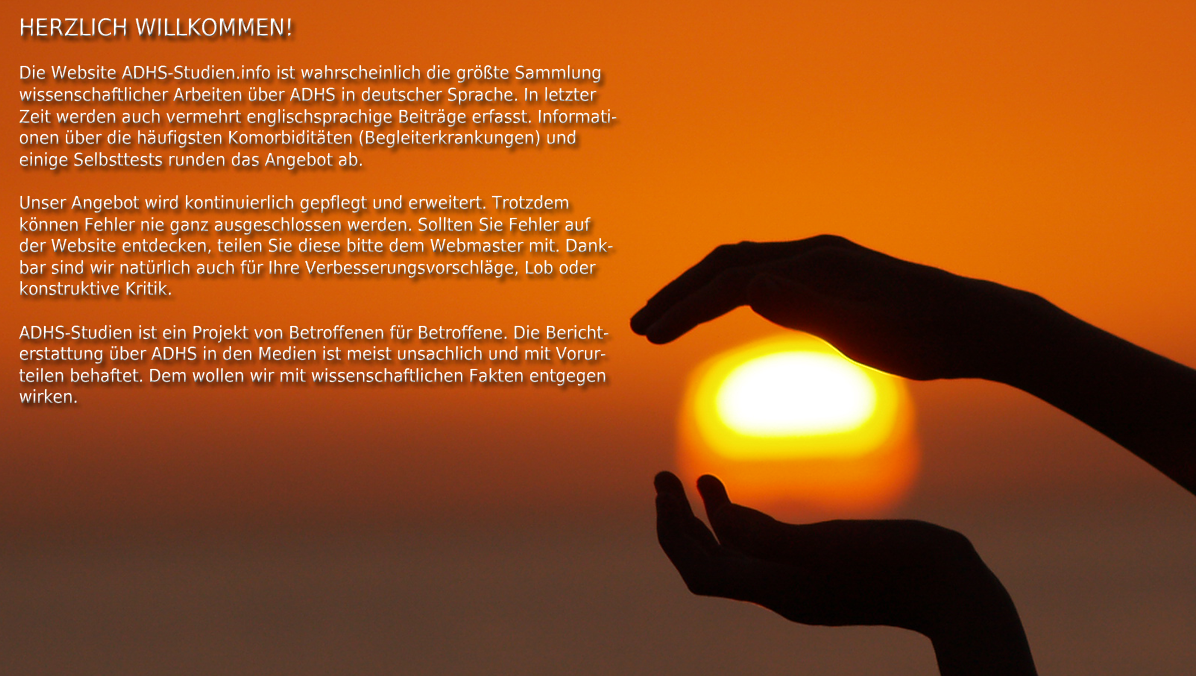 HERZLICH WILLKOMMEN!
Die Website ADHS-Studien.info ist wahrscheinlich die größte Sammlung
wissenschaftlicher Arbeiten über ADHS in deutscher Sprache. In letzter
Zeit werden auch vermehrt englischsprachige Beiträge erfasst. Informati-
onen über die häufigsten Komorbiditäten (Begleiterkrankungen) und
einige Selbsttests runden das Angebot ab.
Unser Angebot wird kontinuierlich gepflegt und erweitert. Trotzdem
können Fehler nie ganz ausgeschlossen werden. Sollten Sie Fehler auf
der Website entdecken, teilen Sie diese bitte dem Webmaster mit. Dank-
bar sind wir natürlich auch für Ihre Verbesserungsvorschläge, Lob oder
konstruktive Kritik.
ADHS-Studien ist ein Projekt von Betroffenen für Betroffene. Die Bericht-
erstattung über ADHS in den Medien ist meist unsachlich und mit Vorur-
teilen behaftet. Dem wollen wir mit wissenschaftlichen Fakten entgegen
wirken.